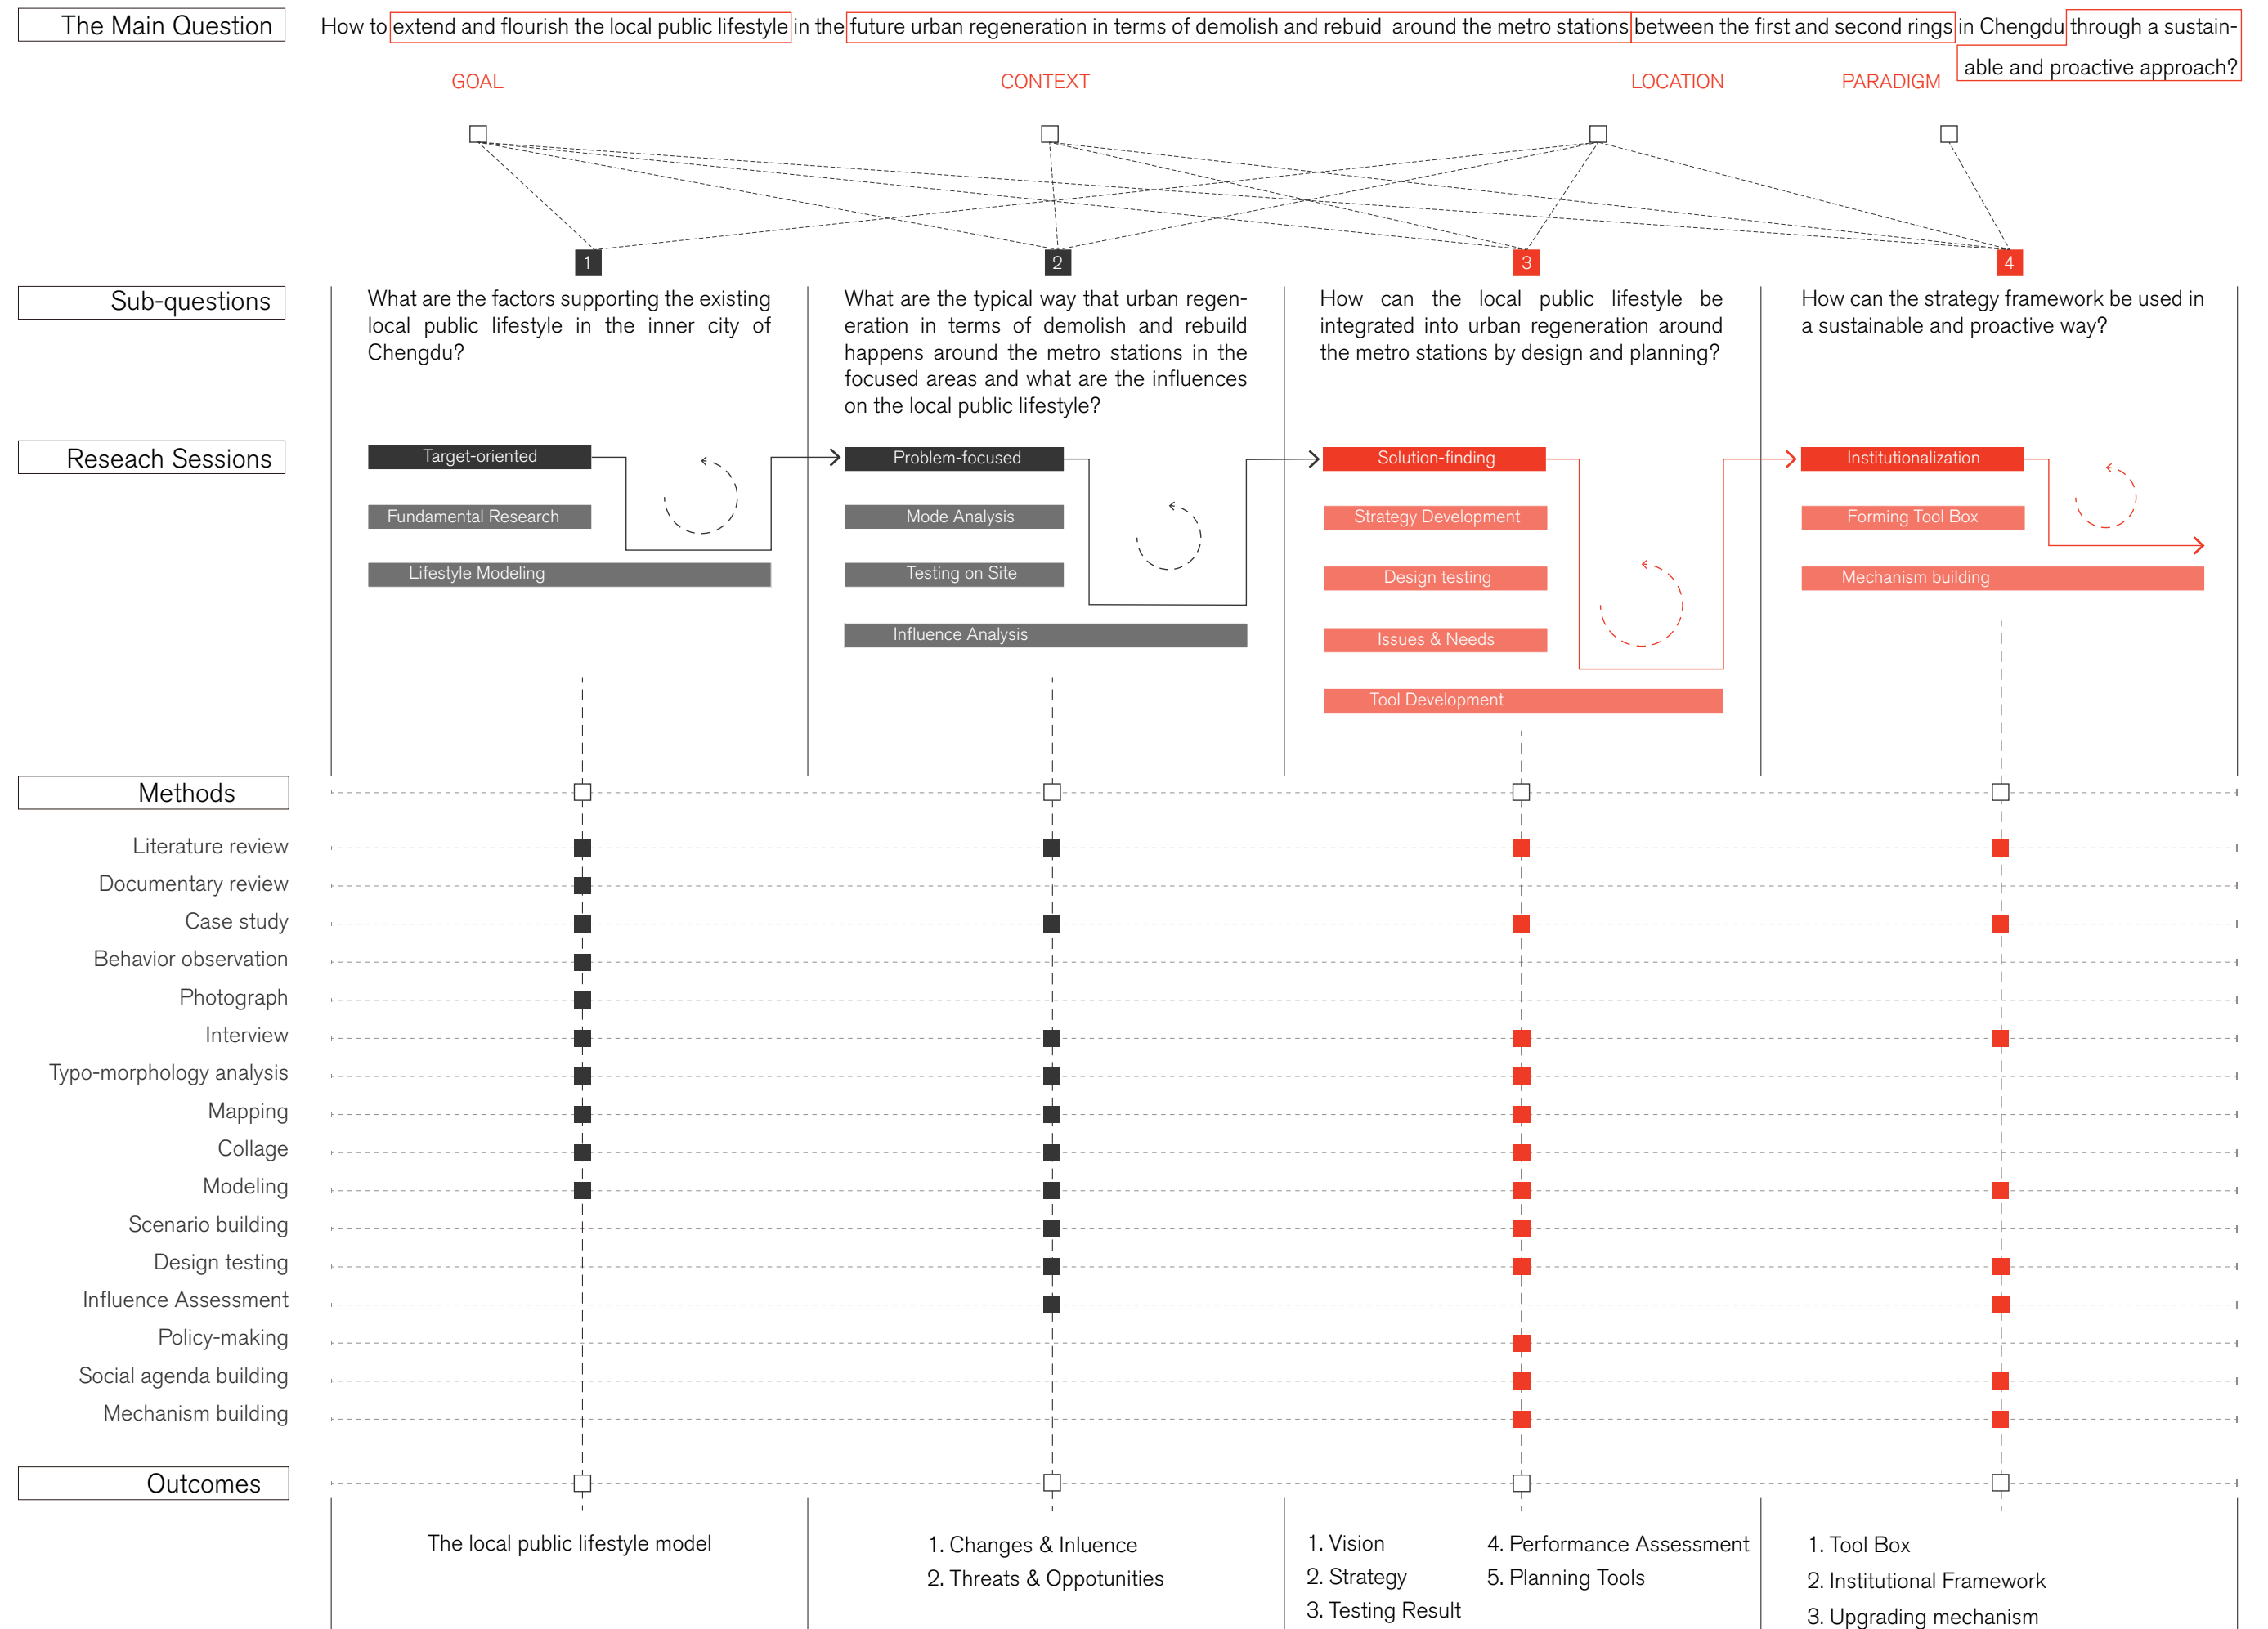 The Main Question
How to extend and flourish the local public lifestyle in the future urban regeneration in terms of demolish and rebuid around the metro stations between the first and second rings in Chengdu through a sustain-
able and proactive approach?
GOAL
CONTEXT
LOCATION
PARADIGM
1
2
3
4
Sub-questions
What are the factors supporting the existing
local public lifestyle in the inner city of
Chengdu?
What are the typical way that urban regen-
eration in terms of demolish and rebuild
happens around the metro stations in the
focused areas and what are the influences
on the local public lifestyle?
How can the local public lifestyle be
integrated into urban regeneration around
the metro stations by design and planning?
How can the strategy framework be used in
a sustainable and proactive way?
Reseach Sessions
Target-oriented
Fundamental Research
Lifestyle Modeling
Problem-focused
Mode Analysis
Testing on Site
Influence Analysis
Solution-finding
Strategy Development
Design testing
Issues & Needs
Tool Development
Institutionalization
Forming Tool Box
Mechanism building
Methods
Literature review
Documentary review
Case study
Behavior observation
Photograph
Interview
Typo-morphology analysis
Mapping
Collage
Modeling
Scenario building
Design testing
Influence Assessment
Policy-making
Social agenda building
Mechanism building
Outcomes
The local public lifestyle model
1. Changes & Inluence
2. Threats & Oppotunities
1. Vision
2. Strategy
3. Testing Result
4. Performance Assessment
5. Planning Tools
1. Tool Box
2. Institutional Framework
3. Upgrading mechanism